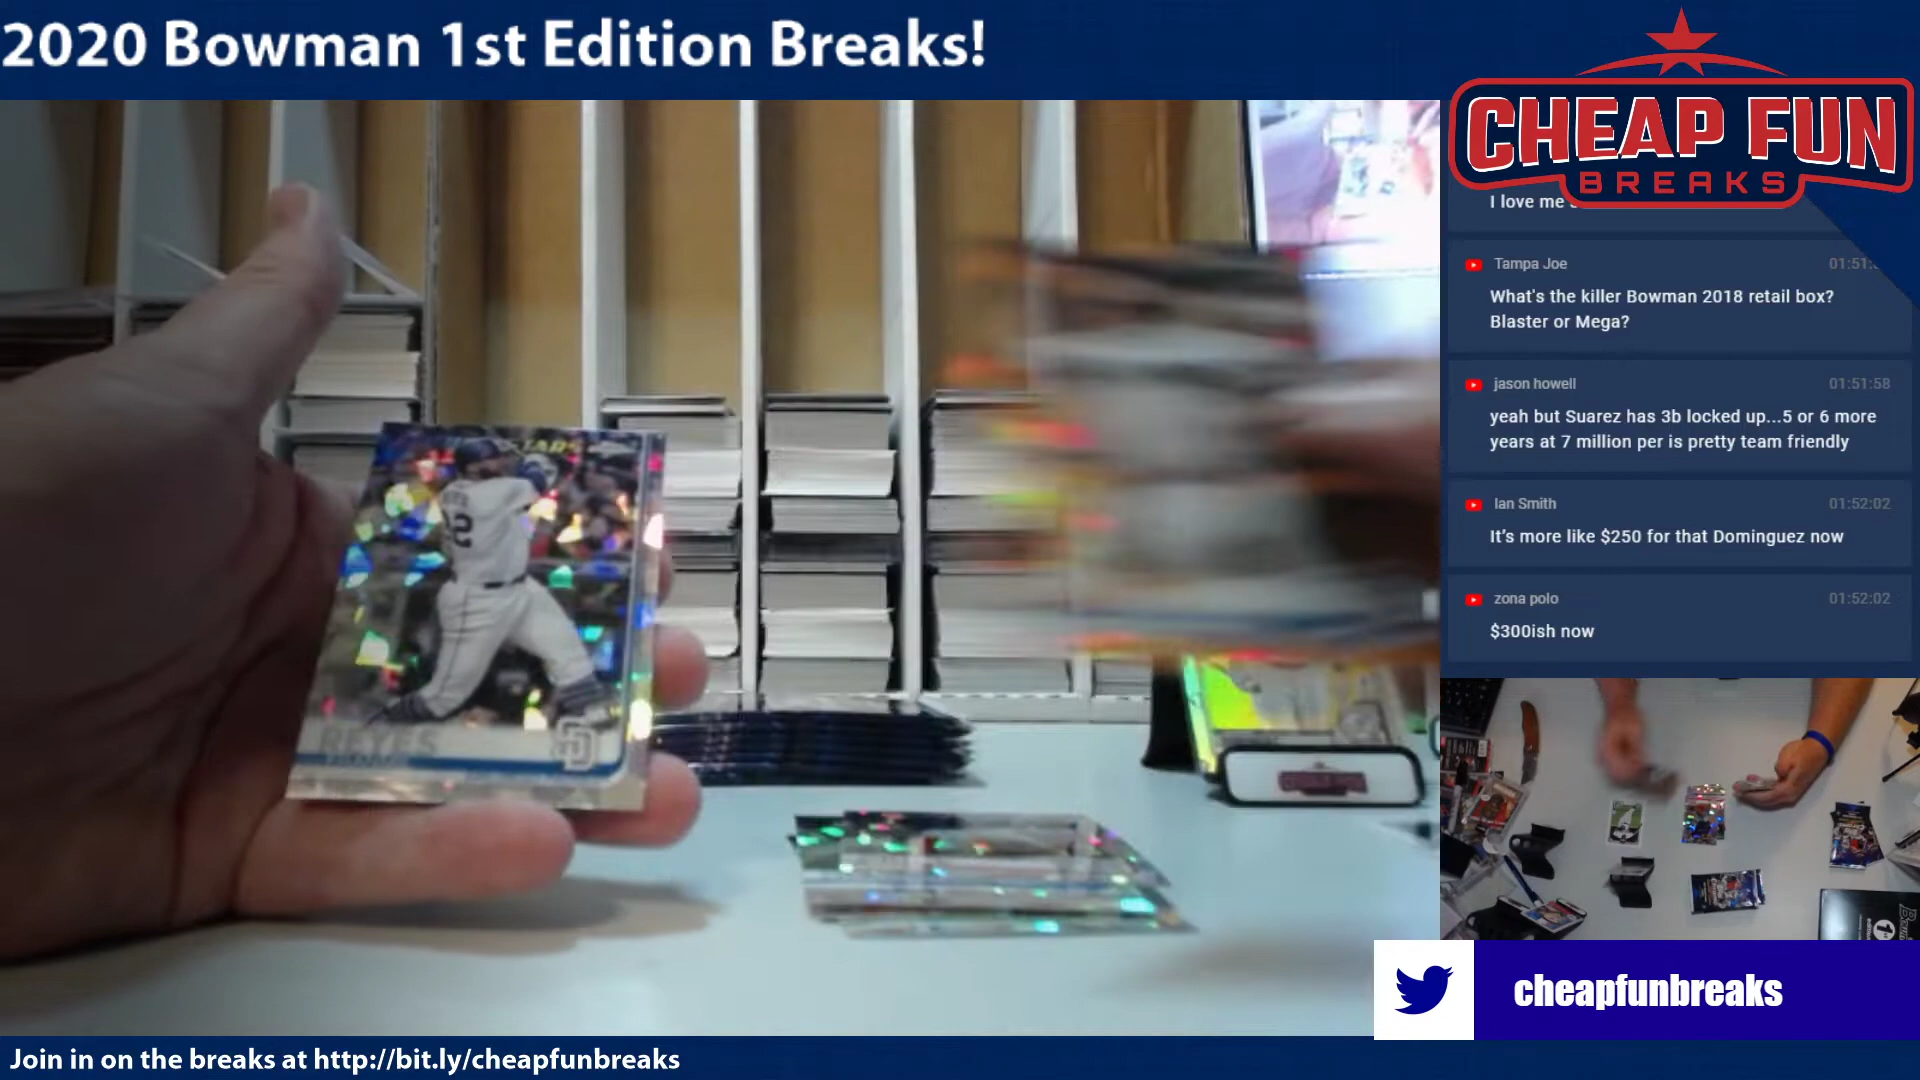 2020 Bowman 1st Edition Breaks!
CHEAP FUN
BREAKS
I love me
Tampa Joe
What's the killer Bowman 2018 retail box?
Blaster or Mega?
jason howell 01:51:58
yeah but Suarez has 3b locked up...5 or 6 more
years at 7 million per is pretty team friendly
Ian Smith 01:52:02
It's more like $250 for that Dominguez now
zona polo 01:52:02
$300ish now
REYES
SD
cheapfunbreaks
Join in on the breaks at http://bit.ly/cheapfunbreaks